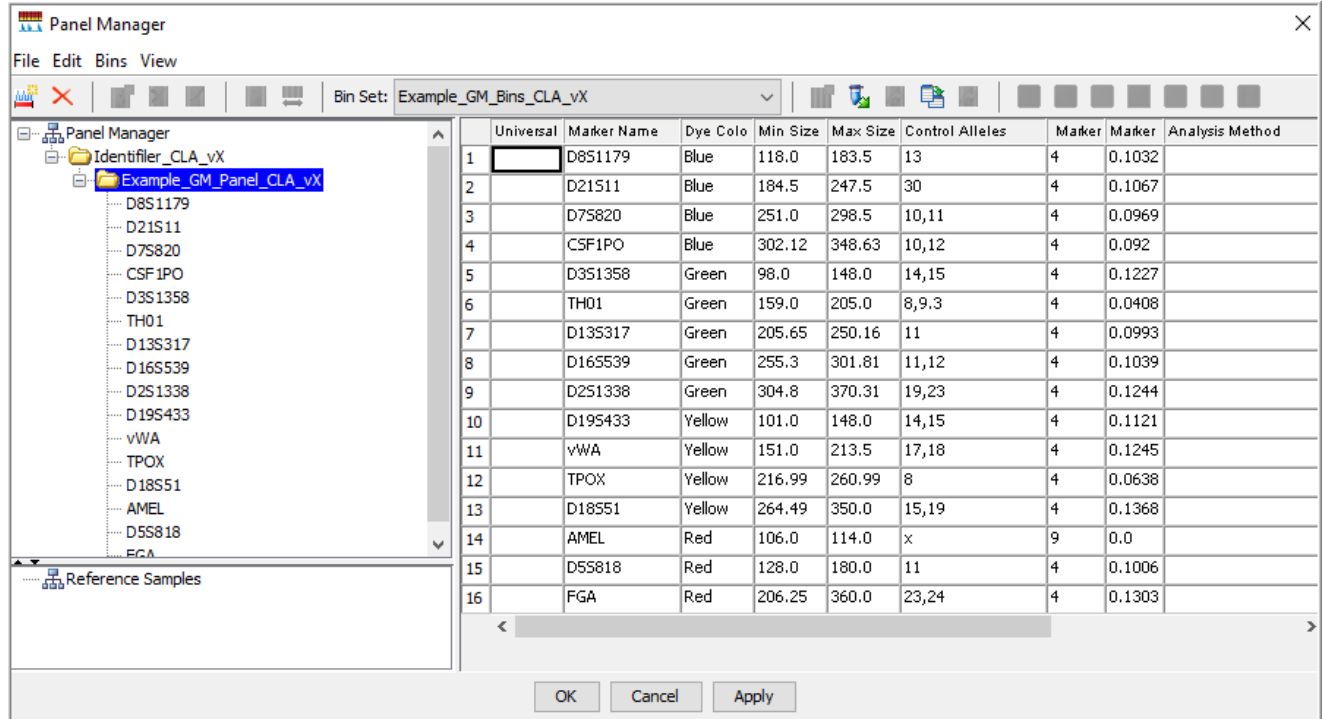 Panel Manager
File Edit Bins View
Bin Set: Example_GM_Bins_CLA_vX
Panel Manager
Identifiler_CLA_vX
Example_GM_Panel_CLA_vX
D8S1179
D21S11
D7S820
CSF1PO
D3S1358
TH01
D13S317
D16S539
D2S1338
D19S433
vWA
TPOX
D18S51
AMEL
D5S818
FGA
Reference Samples
Universal Marker Name Dye Colo Min Size Max Size Control Alleles Marker Marker Analysis Method
1 D8S1179 Blue 118.0 183.5 13 4 0.1032
2 D21S11 Blue 184.5 247.5 30 4 0.1067
3 D7S820 Blue 251.0 298.5 10,11 4 0.0969
4 CSF1PO Blue 302.12 348.63 10,12 4 0.092
5 D3S1358 Green 98.0 148.0 14,15 4 0.1227
6 TH01 Green 159.0 205.0 8,9.3 4 0.0408
7 D13S317 Green 205.65 250.16 11 4 0.0993
8 D16S539 Green 255.3 301.81 11,12 4 0.1039
9 D2S1338 Green 304.8 370.31 19,23 4 0.1244
10 D19S433 Yellow 101.0 148.0 14,15 4 0.1121
11 vWA Yellow 151.0 213.5 17,18 4 0.1245
12 TPOX Yellow 216.99 260.99 8 4 0.0638
13 D18S51 Yellow 264.49 350.0 15,19 4 0.1368
14 AMEL Red 106.0 114.0 x 9 0.0
15 D5S818 Red 128.0 180.0 11 4 0.1006
16 FGA Red 206.25 360.0 23,24 4 0.1303
OK Cancel Apply